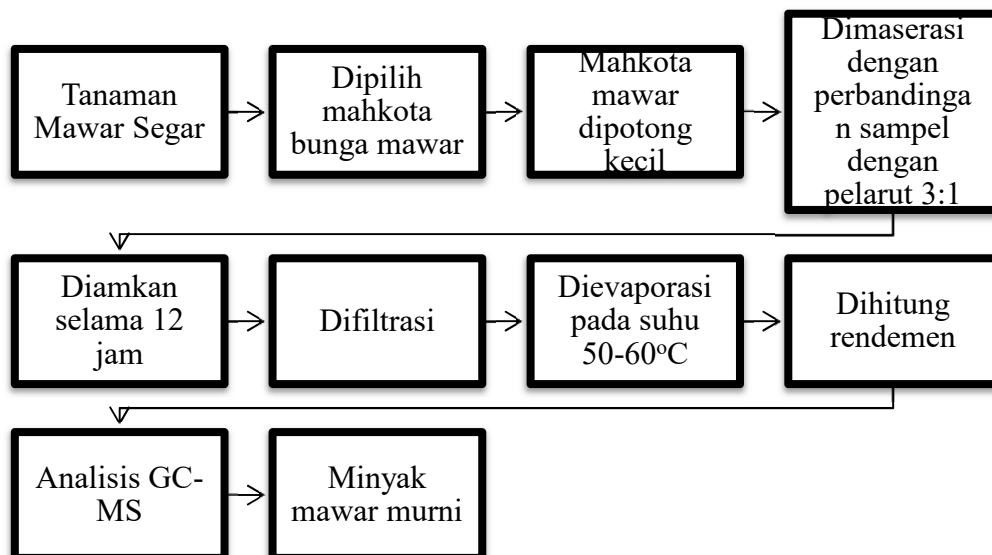 Tanaman
Mawar Segar
Dipilih
mahkota
bunga mawar
Mahkota
mawar
dipotong
kecil
Dimaserasi
dengan
perbandinga
n sampel
dengan
pelarut 3:1
Diamkan
selama 12
jam
Difiltrasi
Dievaporasi
pada suhu
50-60°C
Dihitung
rendemen
Analisis GC-
MS
Minyak
mawar murni